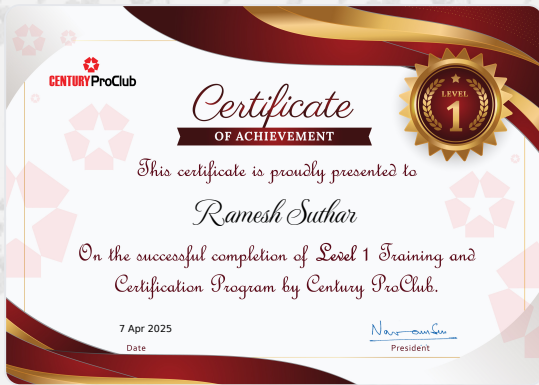 CENTURY ProClub
Certificate
OF ACHIEVEMENT
LEVEL
1
This certificate is proudly presented to
Ramesh Suthar
On the successful completion of Level 1 Training and
Certification Program by Century ProClub.
7 Apr 2025
Date
President